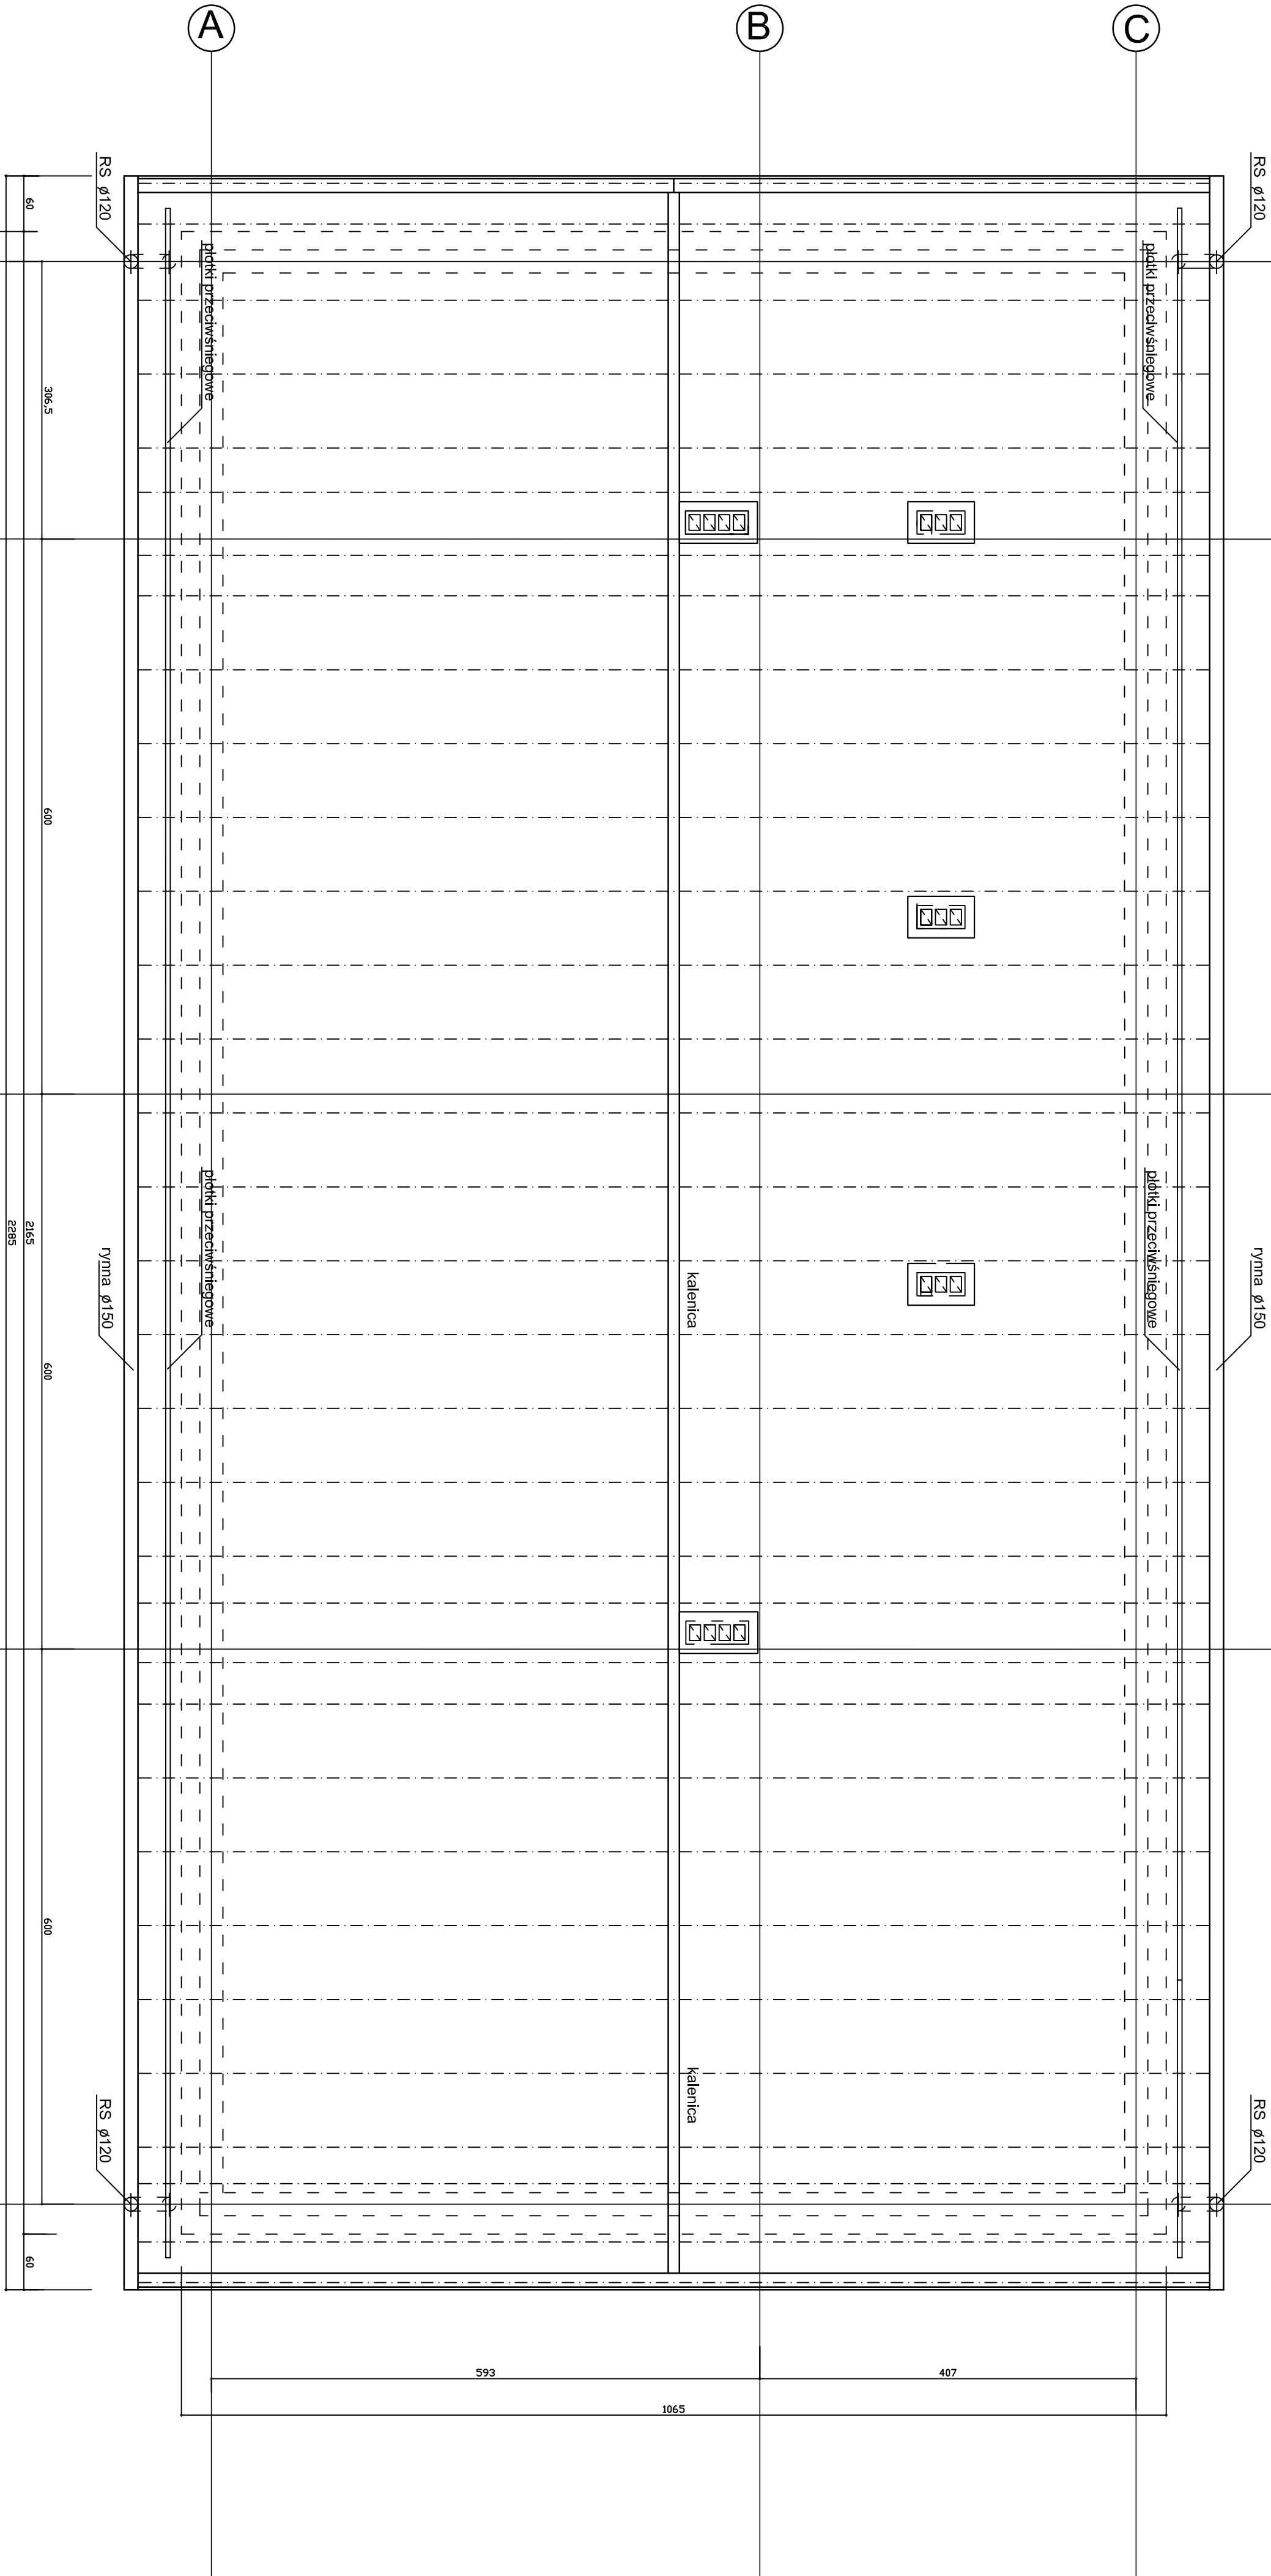 A
B
C
RS ø120
RS ø120
60
płotki przeciwśniegowe
płotki przeciwśniegowe
306,5
600
płotki przeciwśniegowe
płotki przeciwśniegowe
2285
2165
rynna ø150
kalenica
rynna ø150
600
600
kalenica
RS ø120
RS ø120
60
593
407
1065